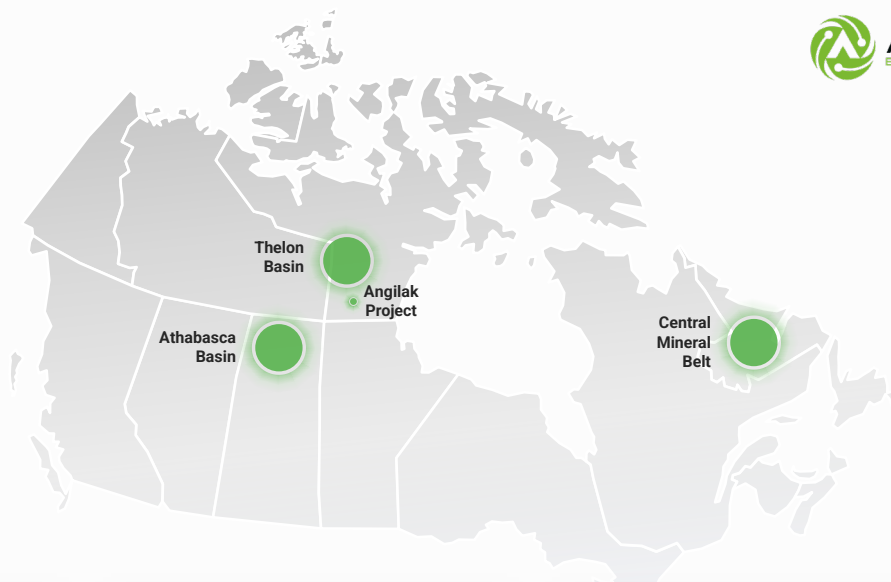 Thelon
Basin
Angilak
Project
Athabasca
Basin
Central
Mineral
Belt